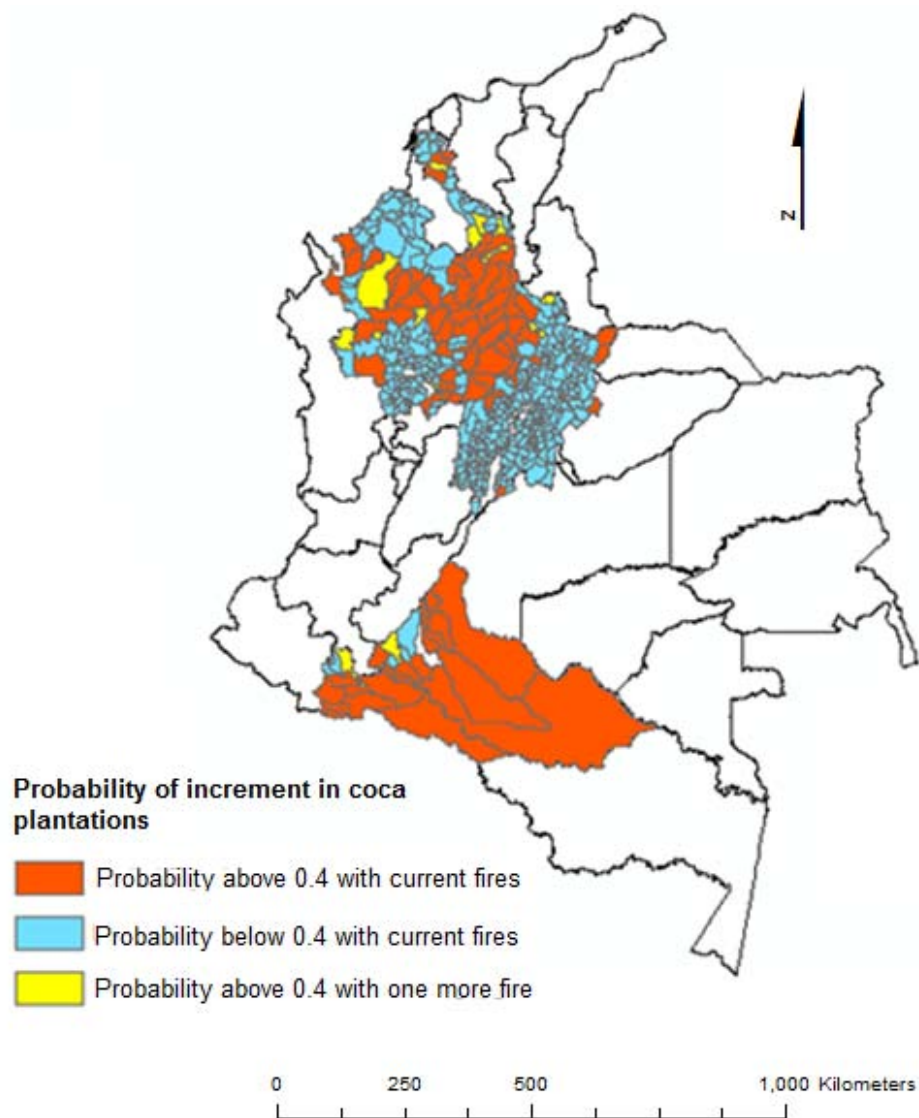 N
Probability of increment in coca
plantations
Probability above 0.4 with current fires
Probability below 0.4 with current fires
Probability above 0.4 with one more fire
0 250 500 1,000 Kilometers